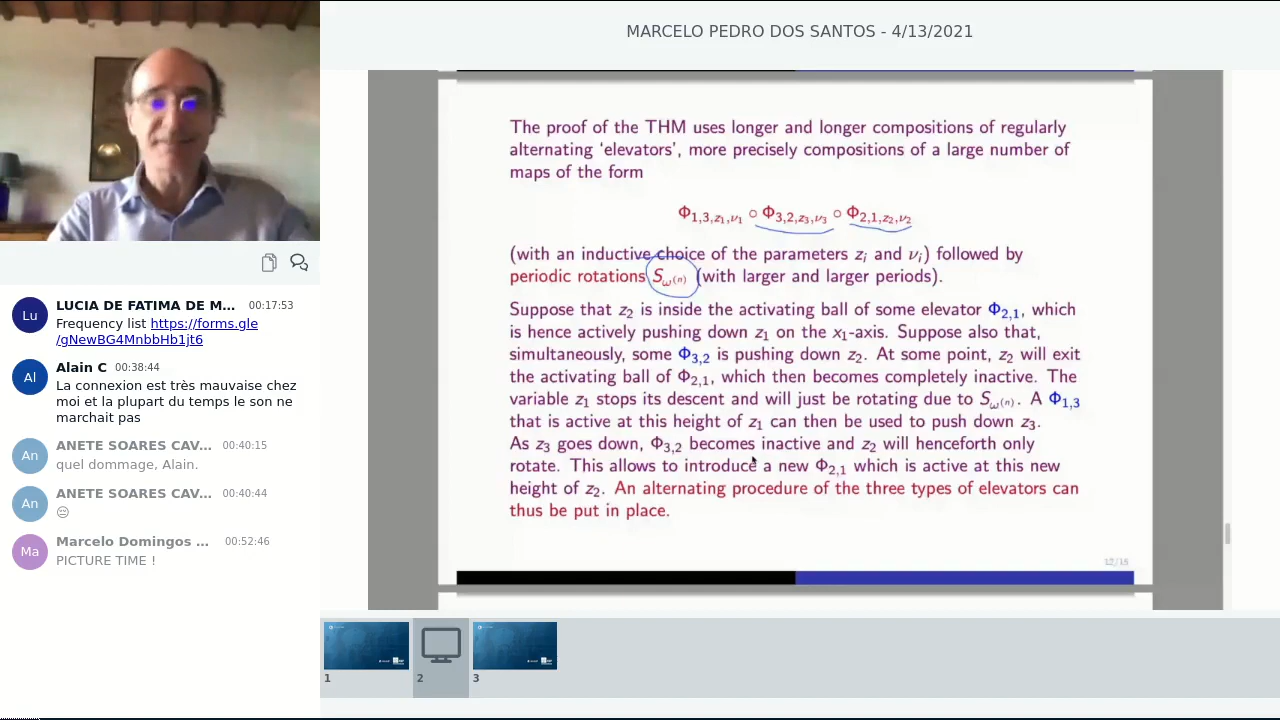 MARCELO PEDRO DOS SANTOS - 4/13/2021
Lu
LUCIA DE FATIMA DE M...
00:17:53
Frequency list https://forms.gle
/gNewBG4MnbbHb1jt6
Al
Alain C
00:38:44
La connexion est très mauvaise chez
moi et la plupart du temps le son ne
marchait pas
An
ANETE SOARES CAV...
00:40:15
quel dommage, Alain.
An
ANETE SOARES CAV...
00:40:44
😔
Ma
Marcelo Domingos ...
00:52:46
PICTURE TIME !
The proof of the THM uses longer and longer compositions of regularly
alternating ‘elevators’, more precisely compositions of a large number of
maps of the form
Φ₁,₃,z₁,ν₁ ∘ Φ₃,₂,z₃,ν₃ ∘ Φ₂,₁,z₂,ν₂
(with an inductive choice of the parameters zᵢ and νᵢ) followed by
periodic rotations S_ω(n) (with larger and larger periods).
Suppose that z₂ is inside the activating ball of some elevator Φ₂,₁, which
is hence actively pushing down z₁ on the x₁-axis. Suppose also that,
simultaneously, some Φ₃,₂ is pushing down z₂. At some point, z₂ will exit
the activating ball of Φ₂,₁, which then becomes completely inactive. The
variable z₁ stops its descent and will just be rotating due to S_ω(n). A Φ₁,₃
that is active at this height of z₁ can then be used to push down z₃.
As z₃ goes down, Φ₃,₂ becomes inactive and z₂ will henceforth only
rotate. This allows to introduce a new Φ₂,₁ which is active at this new
height of z₂. An alternating procedure of the three types of elevators can
thus be put in place.
12/15
1
2
3